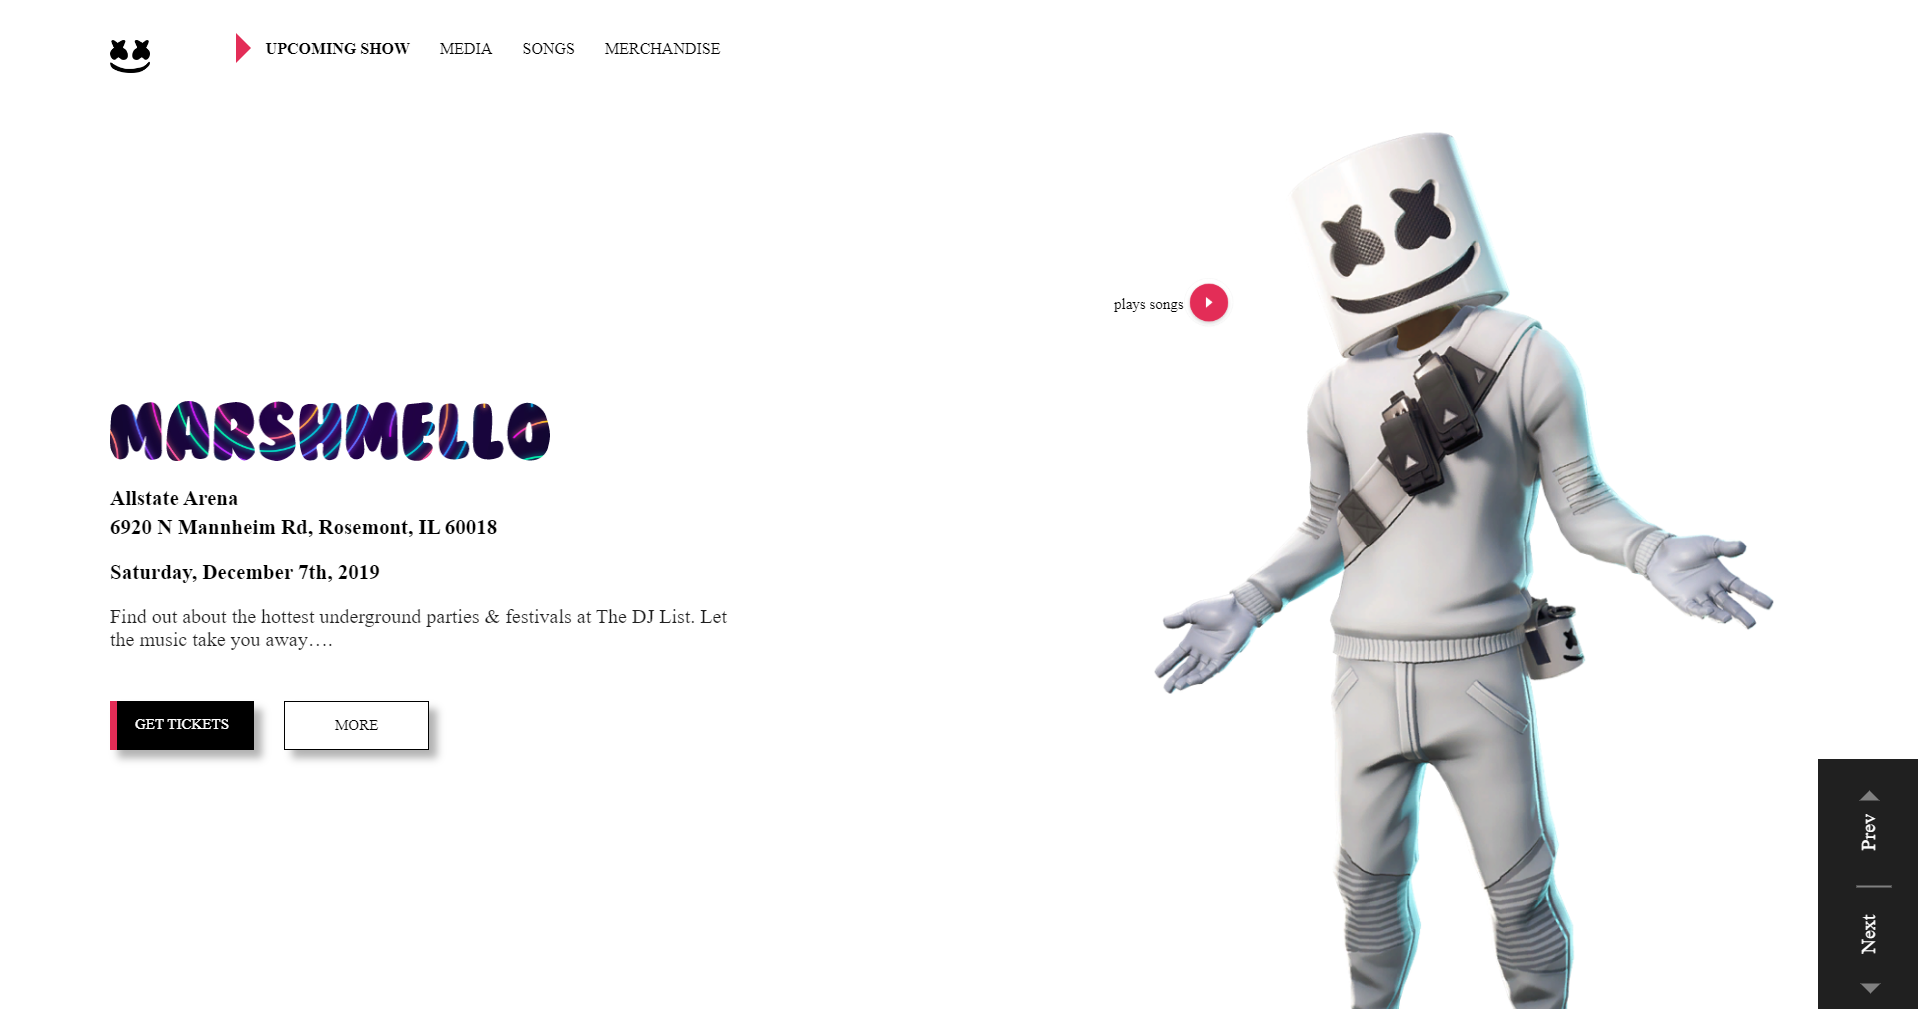 UPCOMING SHOW MEDIA SONGS MERCHANDISE
plays songs
MARSHMELLO
Allstate Arena
6920 N Mannheim Rd, Rosemont, IL 60018
Saturday, December 7th, 2019
Find out about the hottest underground parties & festivals at The DJ List. Let
the music take you away….
GET TICKETS MORE
Prev
Next